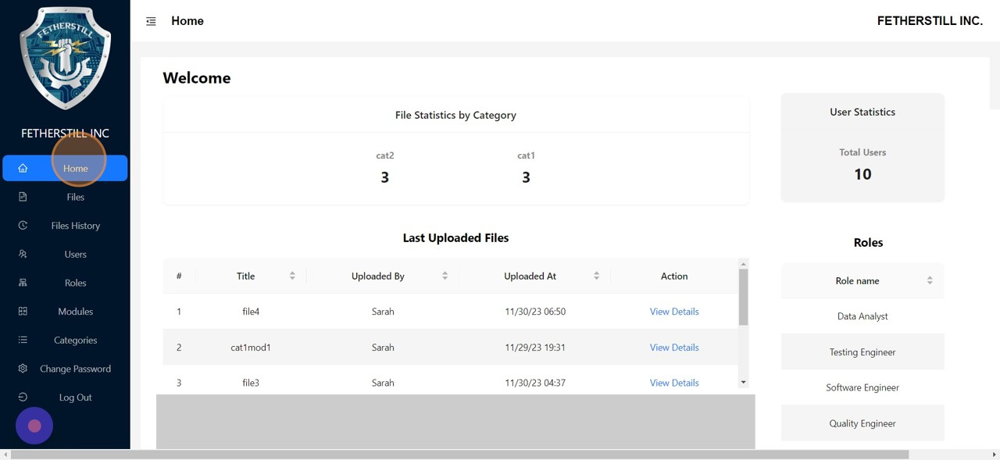 FETHERSTILL
FETHERSTILL INC
Home
Files
Files History
Users
Roles
Modules
Categories
Change Password
Log Out
Home
FETHERSTILL INC.
Welcome
File Statistics by Category
cat2 cat1
3 3
User Statistics
Total Users
10
Last Uploaded Files
# Title Uploaded By Uploaded At Action
1 file4 Sarah 11/30/23 06:50 View Details
2 cat1mod1 Sarah 11/29/23 19:31 View Details
3 file3 Sarah 11/30/23 04:37 View Details
Roles
Role name
Data Analyst
Testing Engineer
Software Engineer
Quality Engineer